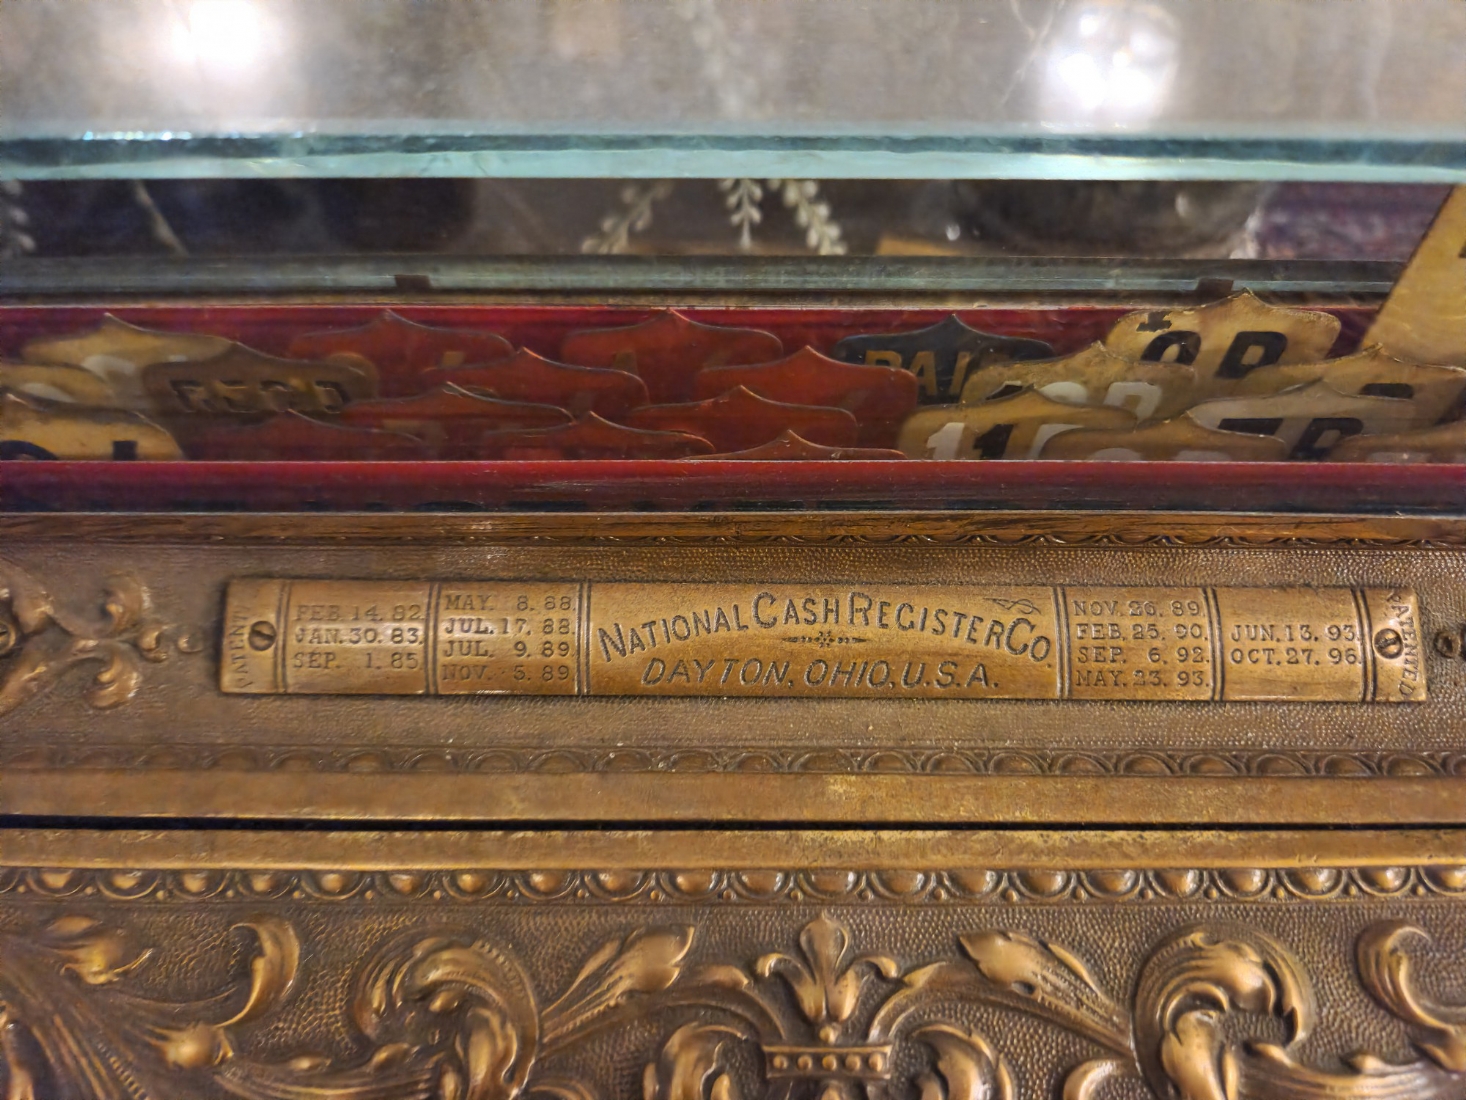 PAI
PATENTED
FEB. 14. 82.
JAN. 30. 83.
SEP. 1. 85.
MAY. 8. 88.
JUL. 17. 88.
JUL. 9. 89.
NOV. 5. 89.
NATIONAL CASH REGISTER CO.
DAYTON, OHIO, U.S.A.
NOV. 26. 89.
FEB. 25. 90.
SEP. 6. 92.
MAY. 23. 93.
JUN. 13. 93.
OCT. 27. 96.
PATENTED